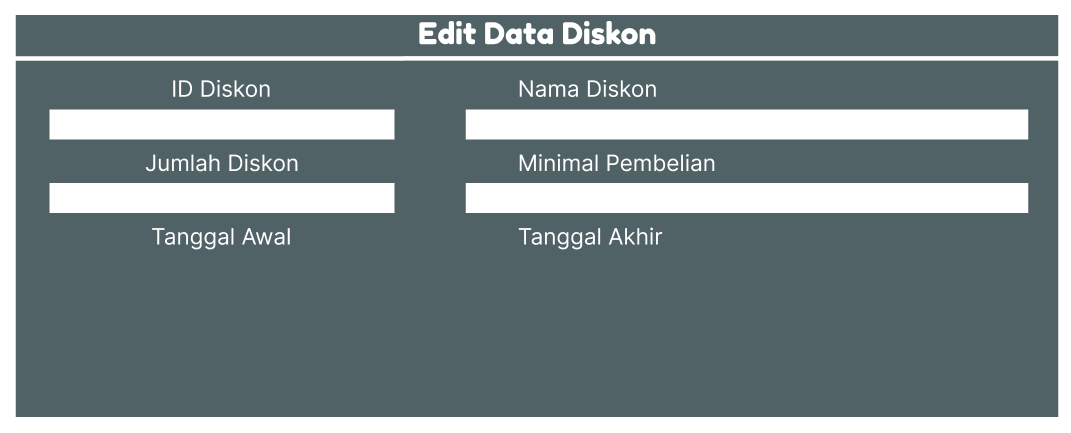 Edit Data Diskon
ID Diskon
Nama Diskon
Jumlah Diskon
Minimal Pembelian
Tanggal Awal
Tanggal Akhir